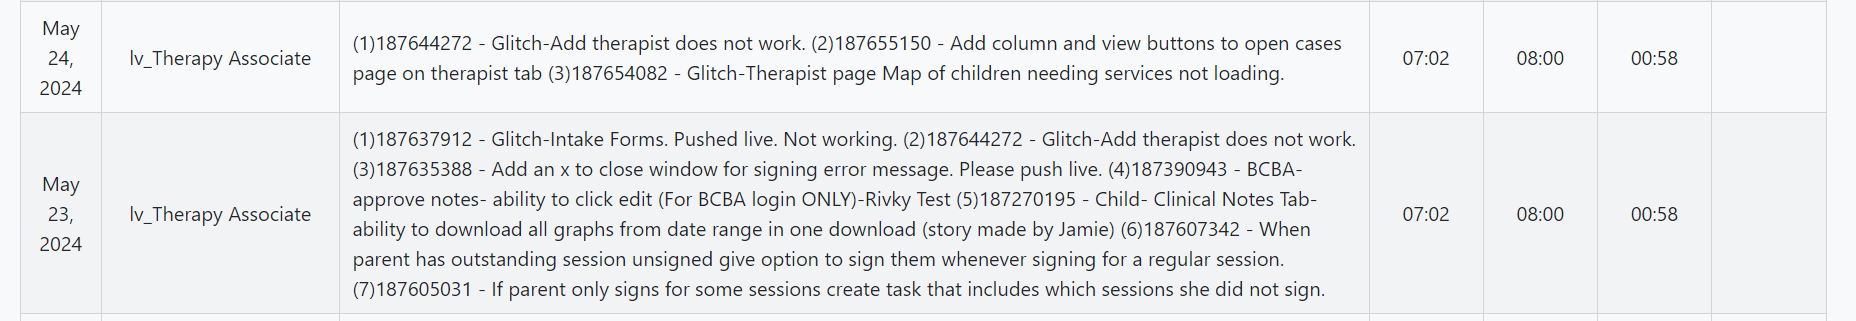 May
24,
2024
lv_Therapy Associate
(1)187644272 - Glitch-Add therapist does not work. (2)187655150 - Add column and view buttons to open cases
page on therapist tab (3)187654082 - Glitch-Therapist page Map of children needing services not loading.
07:02
08:00
00:58
May
23,
2024
lv_Therapy Associate
(1)187637912 - Glitch-Intake Forms. Pushed live. Not working. (2)187644272 - Glitch-Add therapist does not work.
(3)187635388 - Add an x to close window for signing error message. Please push live. (4)187390943 - BCBA-
approve notes- ability to click edit (For BCBA login ONLY)-Rivky Test (5)187270195 - Child- Clinical Notes Tab-
ability to download all graphs from date range in one download (story made by Jamie) (6)187607342 - When
parent has outstanding session unsigned give option to sign them whenever signing for a regular session.
(7)187605031 - If parent only signs for some sessions create task that includes which sessions she did not sign.
07:02
08:00
00:58